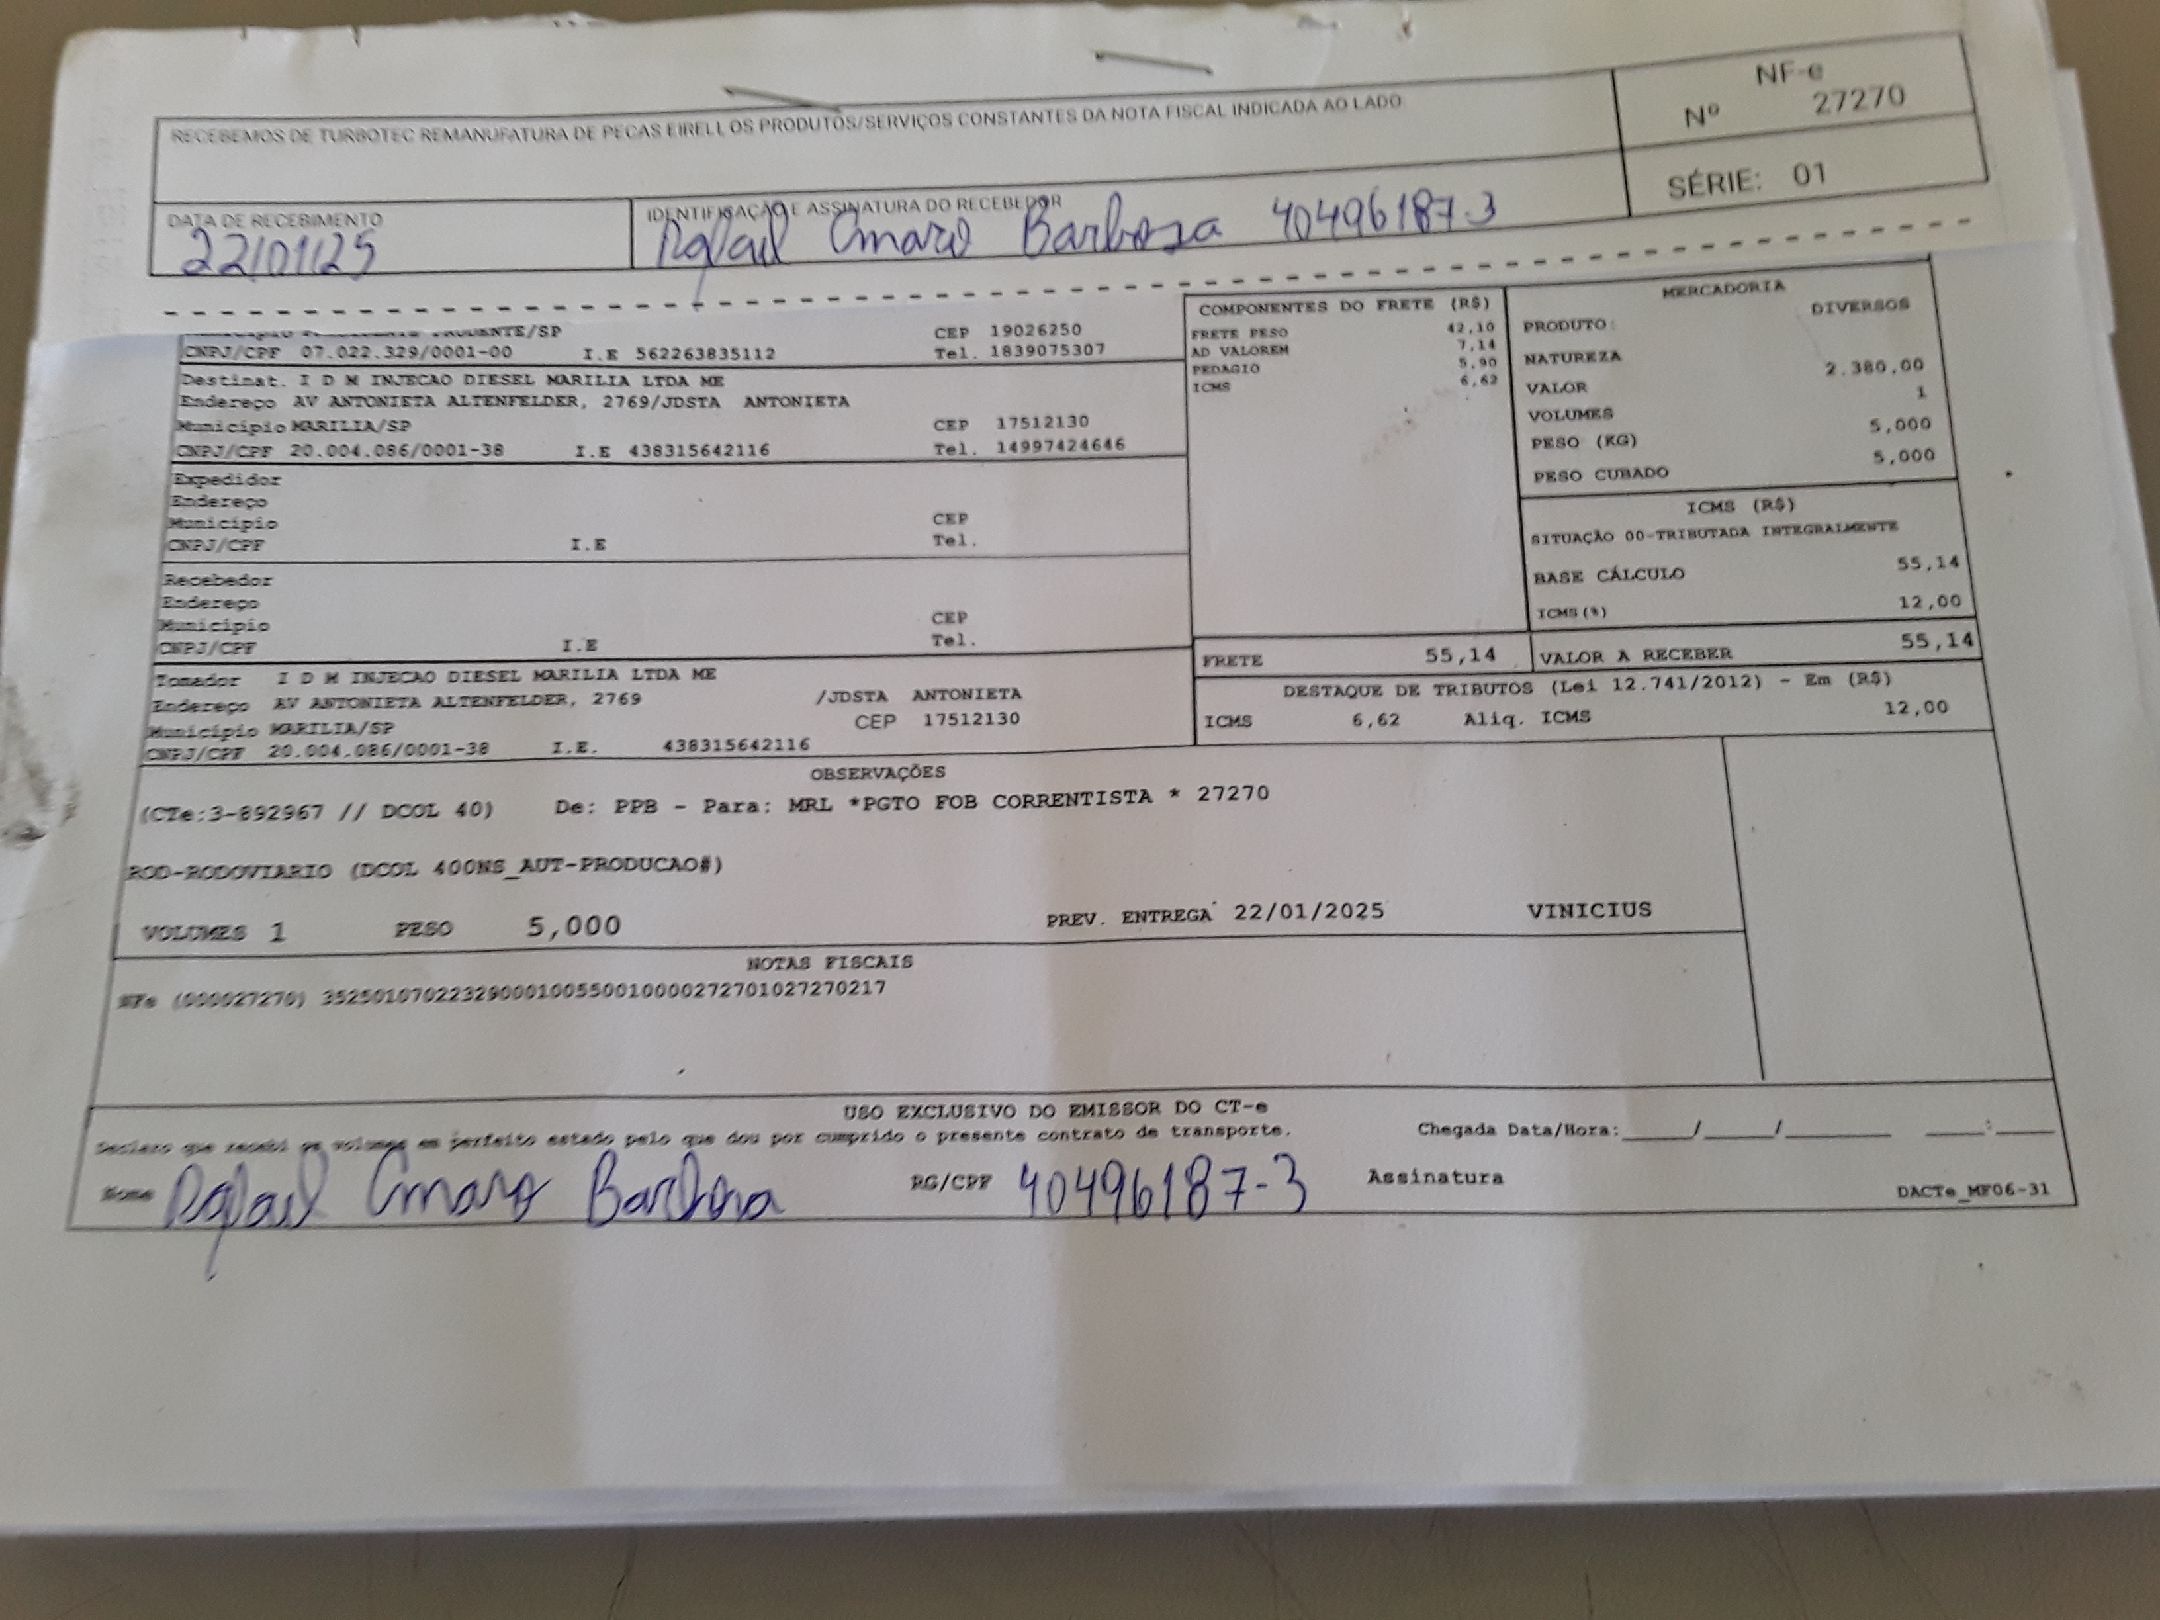 RECEBEMOS DE TURBOTEC REMANUFATURA DE PECAS EIRELI, OS PRODUTOS/SERVIÇOS CONSTANTES DA NOTA FISCAL INDICADA AO LADO
NF-e
Nº 27270
SÉRIE: 01
DATA DE RECEBIMENTO
22/01/25
IDENTIFICAÇÃO E ASSINATURA DO RECEBEDOR
Rafael Amaro Barbosa 40496187-3
/SP CEP 19026250
CNPJ/CPF 07.022.329/0001-00 I.E 562263835112 Tel. 1839075307
Destinat. I D M INJECAO DIESEL MARILIA LTDA ME
Endereço AV ANTONIETA ALTENFELDER, 2769/JDSTA ANTONIETA
Município MARILIA/SP CEP 17512130
CNPJ/CPF 20.004.086/0001-38 I.E 438315642116 Tel. 14997424646
Expedidor
Endereço
Município CEP
CNPJ/CPF I.E Tel.
Recebedor
Endereço
Município CEP
CNPJ/CPF I.E Tel.
Tomador I D M INJECAO DIESEL MARILIA LTDA ME
Endereço AV ANTONIETA ALTENFELDER, 2769 /JDSTA ANTONIETA
Município MARILIA/SP CEP 17512130
CNPJ/CPF 20.004.086/0001-38 I.E. 438315642116
COMPONENTES DO FRETE (R$)
FRETE PESO 42,10
AD VALOREM 7,14
PEDAGIO 5,90
ICMS 6,62
FRETE 55,14
MERCADORIA
PRODUTO: DIVERSOS
NATUREZA
VALOR 2.380,00
VOLUMES 1
PESO (KG) 5,000
PESO CUBADO 5,000
ICMS (R$)
SITUAÇÃO 00-TRIBUTADA INTEGRALMENTE
BASE CÁLCULO 55,14
ICMS(%) 12,00
VALOR A RECEBER 55,14
DESTAQUE DE TRIBUTOS (Lei 12.741/2012) - Em (R$)
ICMS 6,62 Aliq. ICMS 12,00
OBSERVAÇÕES
(CTe:3-892967 // DCOL 40) De: PPB - Para: MRL *PGTO FOB CORRENTISTA * 27270
ROD-RODOVIARIO (DCOL 400NS_AUT-PRODUCAO#)
VOLUMES 1 PESO 5,000 PREV. ENTREGA 22/01/2025 VINICIUS
NOTAS FISCAIS
NFe (000027270) 35250107022329000100550010000272701027270217
USO EXCLUSIVO DO EMISSOR DO CT-e
Declaro que recebi os volumes em perfeito estado pelo que dou por cumprido o presente contrato de transporte. Chegada Data/Hora:_____/_____/________ ____:____
Nome Rafael Amaro Barbosa RG/CPF 40496187-3 Assinatura
DACTe_MF06-31